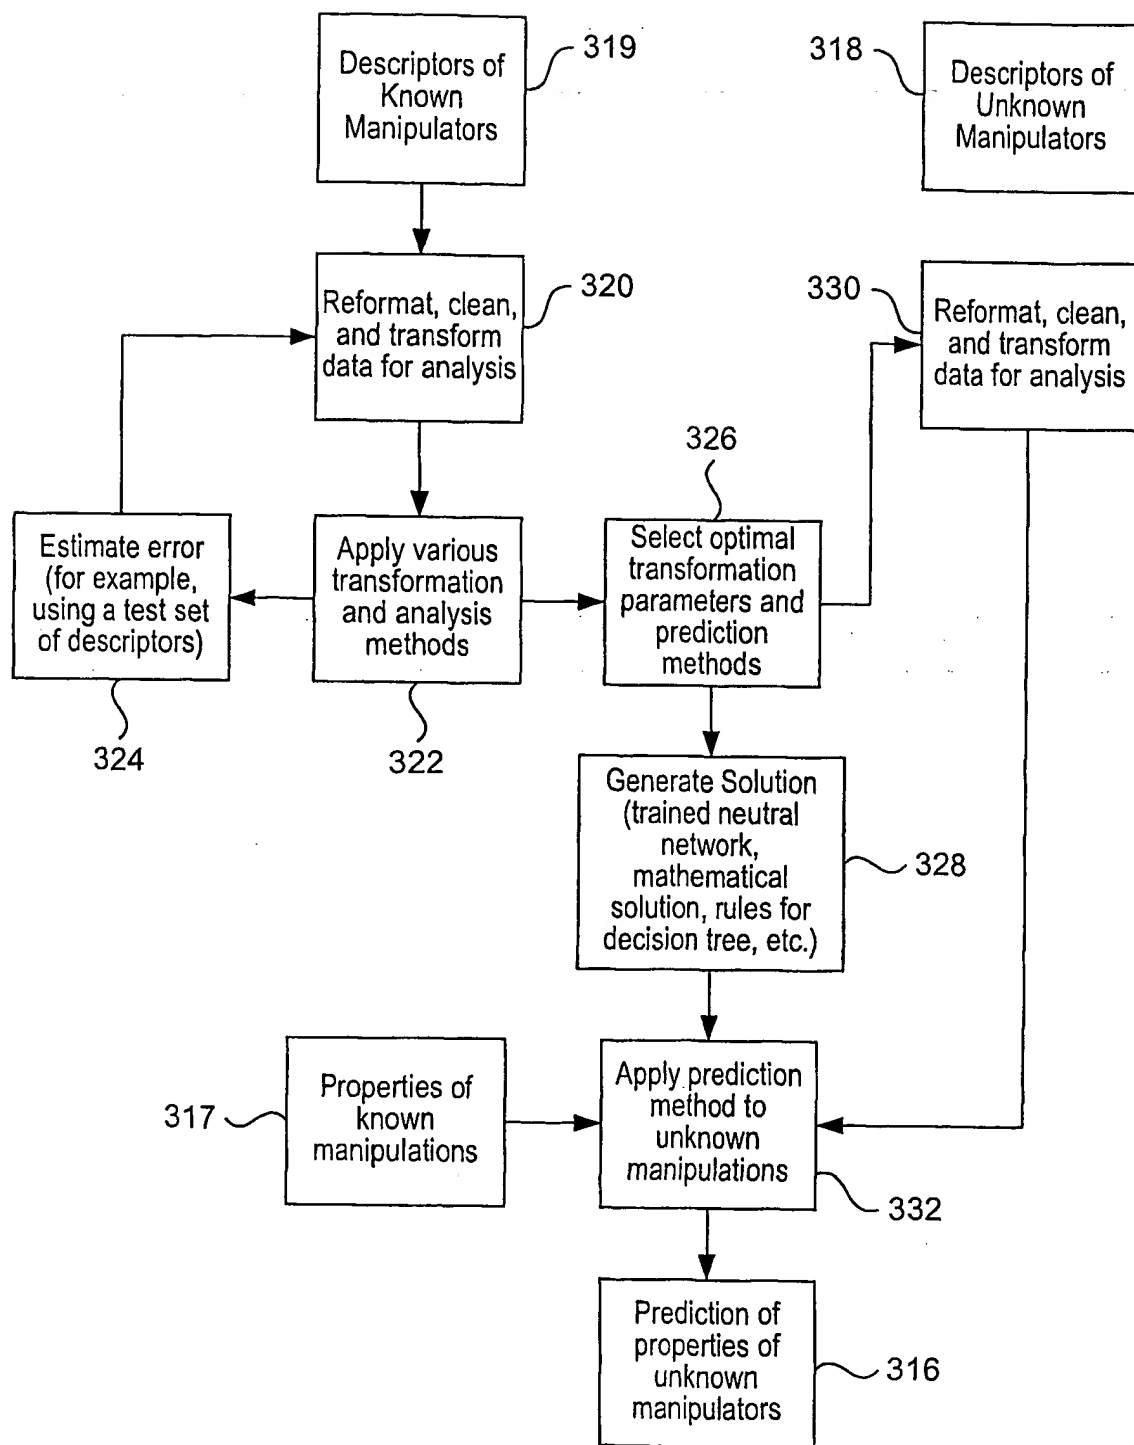 319
Descriptors of
Known
Manipulators
318
Descriptors of
Unknown
Manipulators
320
Reformat, clean,
and transform
data for analysis
330
Reformat, clean,
and transform
data for analysis
326
Estimate error
(for example,
using a test set
of descriptors)
324
Apply various
transformation
and analysis
methods
322
Select optimal
transformation
parameters and
prediction
methods
Generate Solution
(trained neutral
network,
mathematical
solution, rules for
decision tree, etc.)
328
317
Properties of
known
manipulations
Apply prediction
method to
unknown
manipulations
332
Prediction of
properties of
unknown
manipulators
316